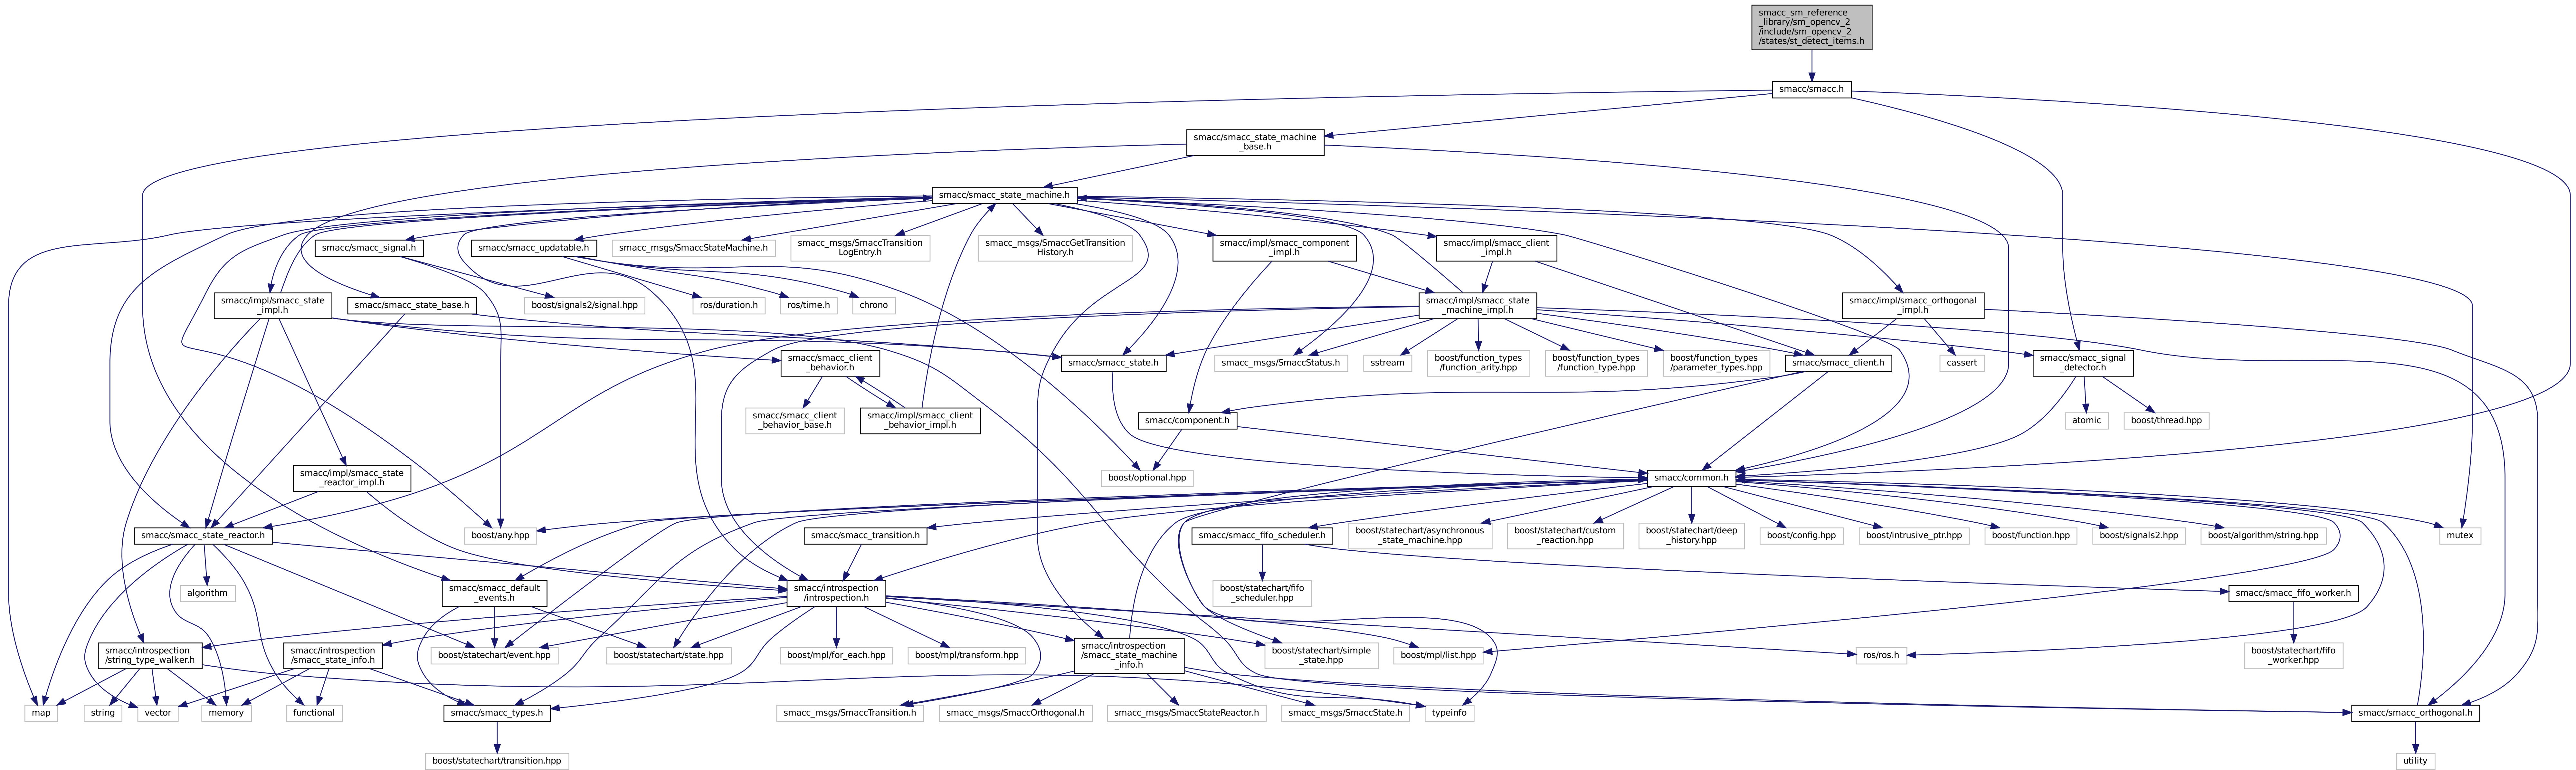 smacc_sm_reference
_library/sm_opencv_2
/include/sm_opencv_2
/states/st_detect_items.h
smacc/smacc.h
smacc/smacc_state_machine
_base.h
smacc/smacc_state_machine.h
smacc/smacc_signal.h
smacc/smacc_updatable.h
smacc_msgs/SmaccStateMachine.h
smacc_msgs/SmaccTransition
LogEntry.h
smacc_msgs/SmaccGetTransition
History.h
smacc/impl/smacc_component
_impl.h
smacc/impl/smacc_client
_impl.h
smacc/impl/smacc_state
_impl.h
smacc/smacc_state_base.h
boost/signals2/signal.hpp
ros/duration.h
ros/time.h
chrono
smacc/impl/smacc_state
_machine_impl.h
smacc/impl/smacc_orthogonal
_impl.h
smacc/smacc_client
_behavior.h
smacc/smacc_state.h
smacc_msgs/SmaccStatus.h
sstream
boost/function_types
/function_arity.hpp
boost/function_types
/function_type.hpp
boost/function_types
/parameter_types.hpp
smacc/smacc_client.h
cassert
smacc/smacc_signal
_detector.h
smacc/smacc_client
_behavior_base.h
smacc/impl/smacc_client
_behavior_impl.h
smacc/component.h
atomic
boost/thread.hpp
smacc/impl/smacc_state
_reactor_impl.h
boost/optional.hpp
smacc/common.h
smacc/smacc_state_reactor.h
boost/any.hpp
smacc/smacc_transition.h
smacc/smacc_fifo_scheduler.h
boost/statechart/asynchronous
_state_machine.hpp
boost/statechart/custom
_reaction.hpp
boost/statechart/deep
_history.hpp
boost/config.hpp
boost/intrusive_ptr.hpp
boost/function.hpp
boost/signals2.hpp
boost/algorithm/string.hpp
mutex
algorithm
smacc/smacc_default
_events.h
smacc/introspection
/introspection.h
boost/statechart/fifo
_scheduler.hpp
smacc/smacc_fifo_worker.h
smacc/introspection
/string_type_walker.h
smacc/introspection
/smacc_state_info.h
boost/statechart/event.hpp
boost/statechart/state.hpp
boost/mpl/for_each.hpp
boost/mpl/transform.hpp
smacc/introspection
/smacc_state_machine
_info.h
boost/statechart/simple
_state.hpp
boost/mpl/list.hpp
ros/ros.h
boost/statechart/fifo
_worker.hpp
map
string
vector
memory
functional
smacc/smacc_types.h
smacc_msgs/SmaccTransition.h
smacc_msgs/SmaccOrthogonal.h
smacc_msgs/SmaccStateReactor.h
smacc_msgs/SmaccState.h
typeinfo
smacc/smacc_orthogonal.h
boost/statechart/transition.hpp
utility